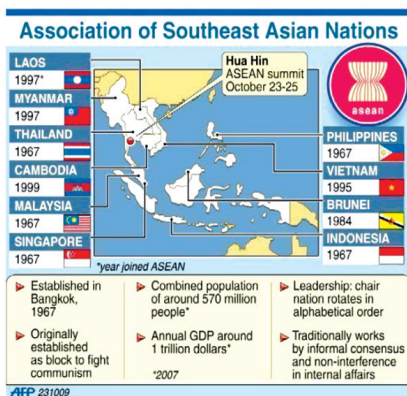 Association of Southeast Asian Nations
LAOS
1997*
MYANMAR
1997
THAILAND
1967
CAMBODIA
1999
MALAYSIA
1967
SINGAPORE
1967
Hua Hin
ASEAN summit
October 23-25
asean
PHILIPPINES
1967
VIETNAM
1995
BRUNEI
1984
INDONESIA
1967
*year joined ASEAN
Established in
Bangkok,
1967
Originally
established
as block to fight
communism
Combined population
of around 570 million
people*
Annual GDP around
1 trillion dollars*
*2007
Leadership: chair
nation rotates in
alphabetical order
Traditionally works
by informal consensus
and non-interference
in internal affairs
AFP 231009